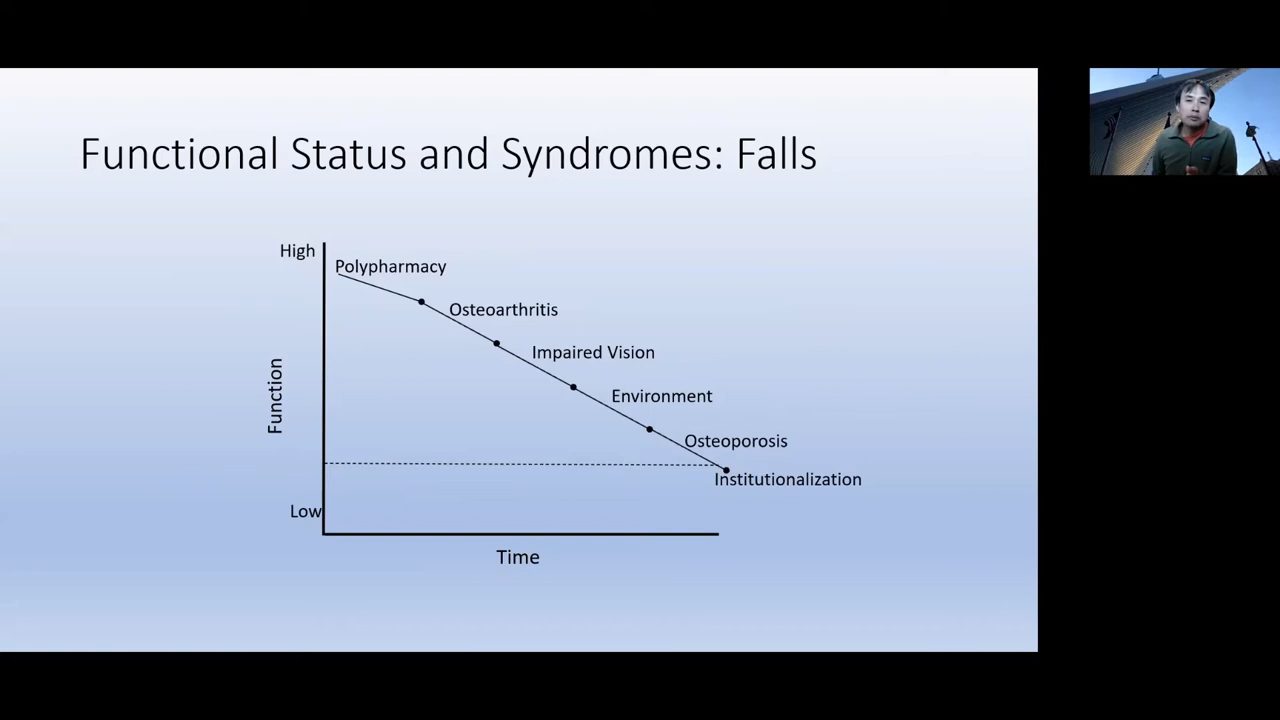 Functional Status and Syndromes: Falls
High
Polypharmacy
Osteoarthritis
Impaired Vision
Function
Environment
Osteoporosis
Institutionalization
Low
Time